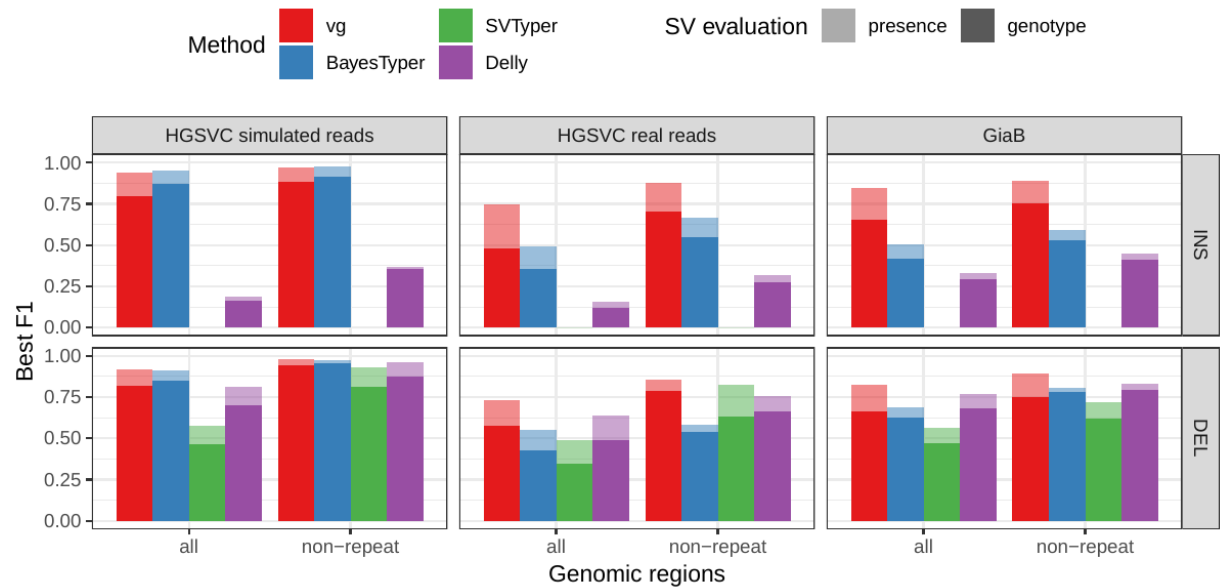 Method
vg
BayesTyper
SVTyper
Delly
SV evaluation
presence
genotype
HGSVC simulated reads
HGSVC real reads
GiaB
Best F1
1.00
0.75
0.50
0.25
0.00
INS
1.00
0.75
0.50
0.25
0.00
DEL
all
non−repeat
all
non−repeat
all
non−repeat
Genomic regions